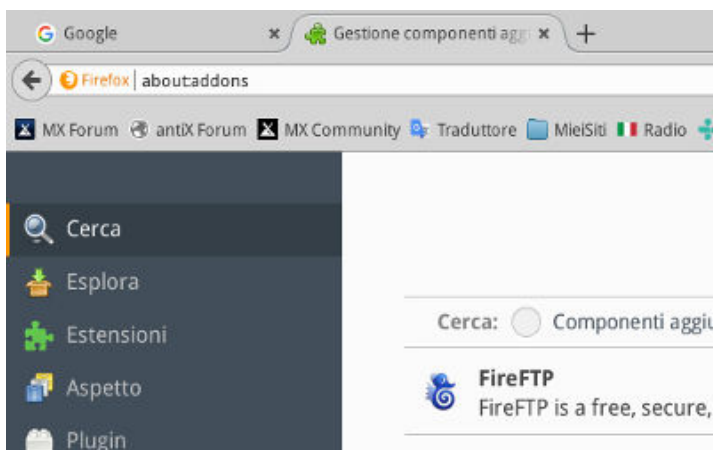 Google
Gestione componenti agg
Firefox about:addons
MX Forum antiX Forum MX Community Traduttore MieiSiti Radio
Cerca
Esplora
Estensioni
Aspetto
Plugin
Cerca: Componenti aggiu
FireFTP
FireFTP is a free, secure,